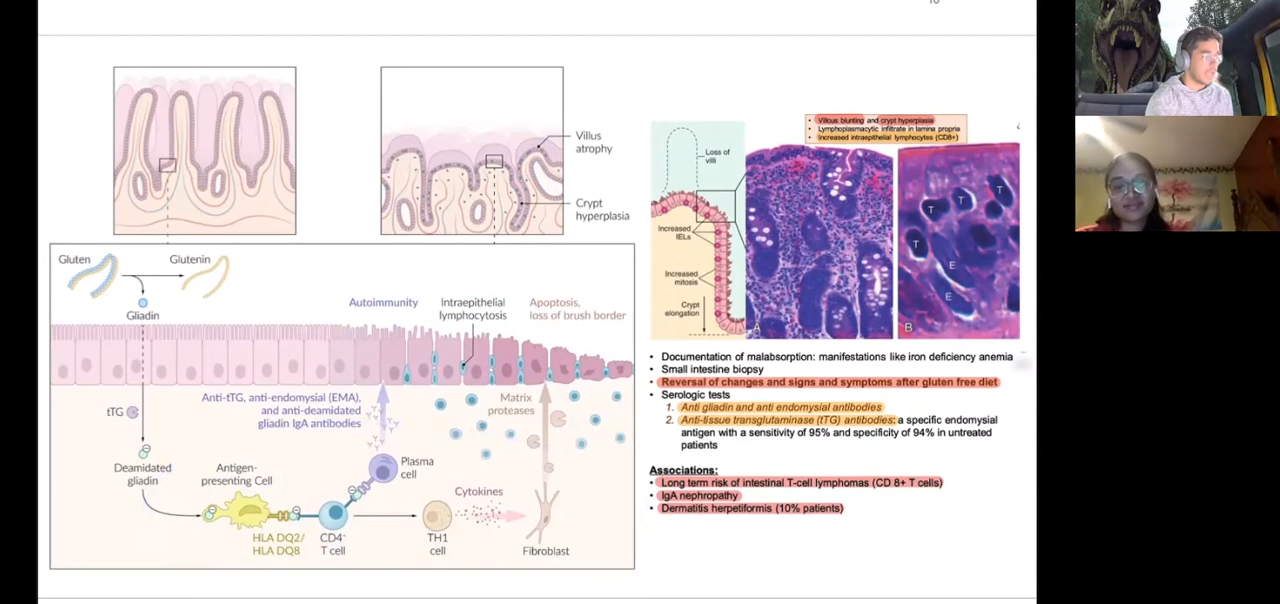 Villus
atrophy
Crypt
hyperplasia
Gluten
Glutenin
Gliadin
Autoimmunity
Intraepithelial
lymphocytosis
Apoptosis,
loss of brush border
tTG
Anti-tTG, anti-endomysial (EMA),
and anti-deamidated
gliadin IgA antibodies
Matrix
proteases
Deamidated
gliadin
Antigen-
presenting Cell
Plasma
cell
Cytokines
HLA DQ2/
HLA DQ8
CD4+
T cell
TH1
cell
Fibroblast
• Villous blunting and crypt hyperplasia
• Lymphoplasmacytic infiltrate in lamina propria
• Increased intraepithelial lymphocytes (CD8+)
Loss of
villi
Increased
IELs
Increased
mitosis
Crypt
elongation
A
T
T
T
T
E
E
B
• Documentation of malabsorption: manifestations like iron deficiency anemia
• Small intestine biopsy
• Reversal of changes and signs and symptoms after gluten free diet
• Serologic tests
1. Anti gliadin and anti endomysial antibodies
2. Anti-tissue transglutaminase (tTG) antibodies: a specific endomysial
antigen with a sensitivity of 95% and specificity of 94% in untreated
patients
Associations:
• Long term risk of intestinal T-cell lymphomas (CD 8+ T cells)
• IgA nephropathy
• Dermatitis herpetiformis (10% patients)